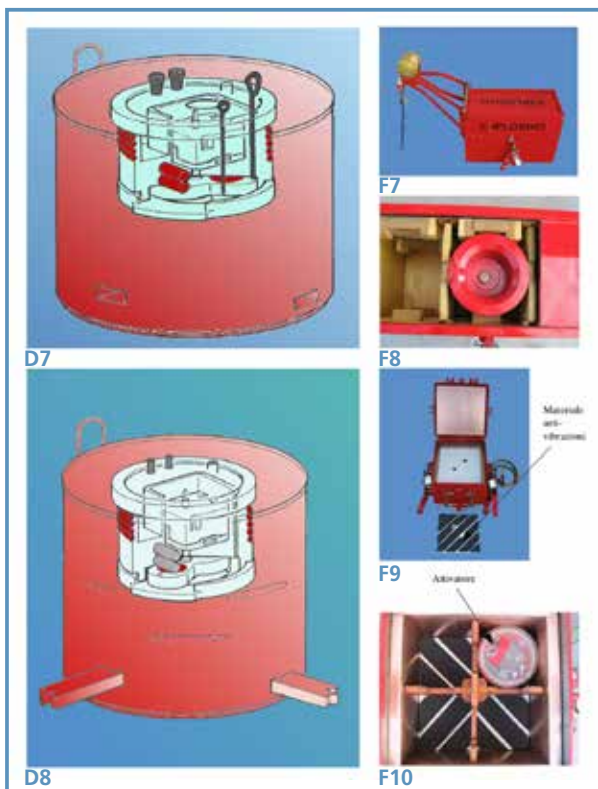 D7
F7
F8
D8
Materiale
anti-
vibrazioni
F9
Attivatore
F10